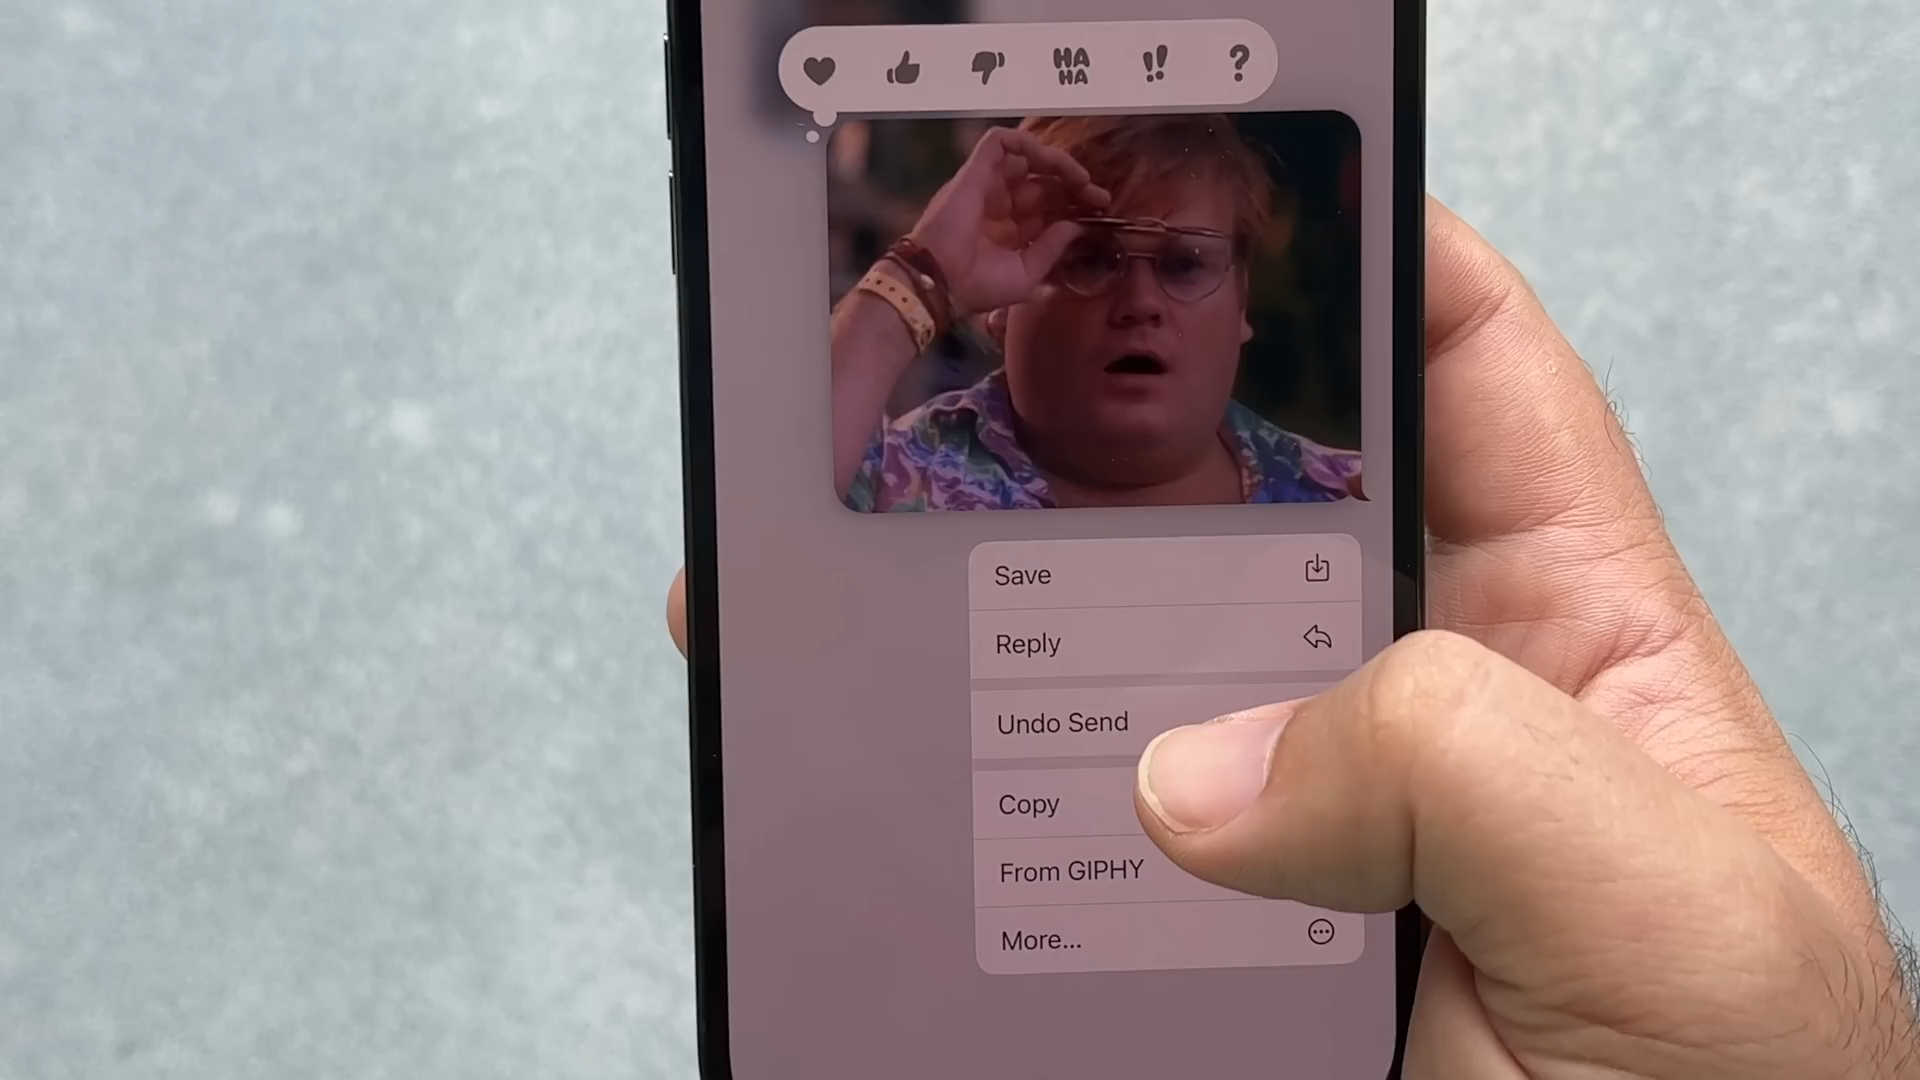 HA
HA
!!
?
Save
Reply
Undo Send
Copy
From GIPHY
More...